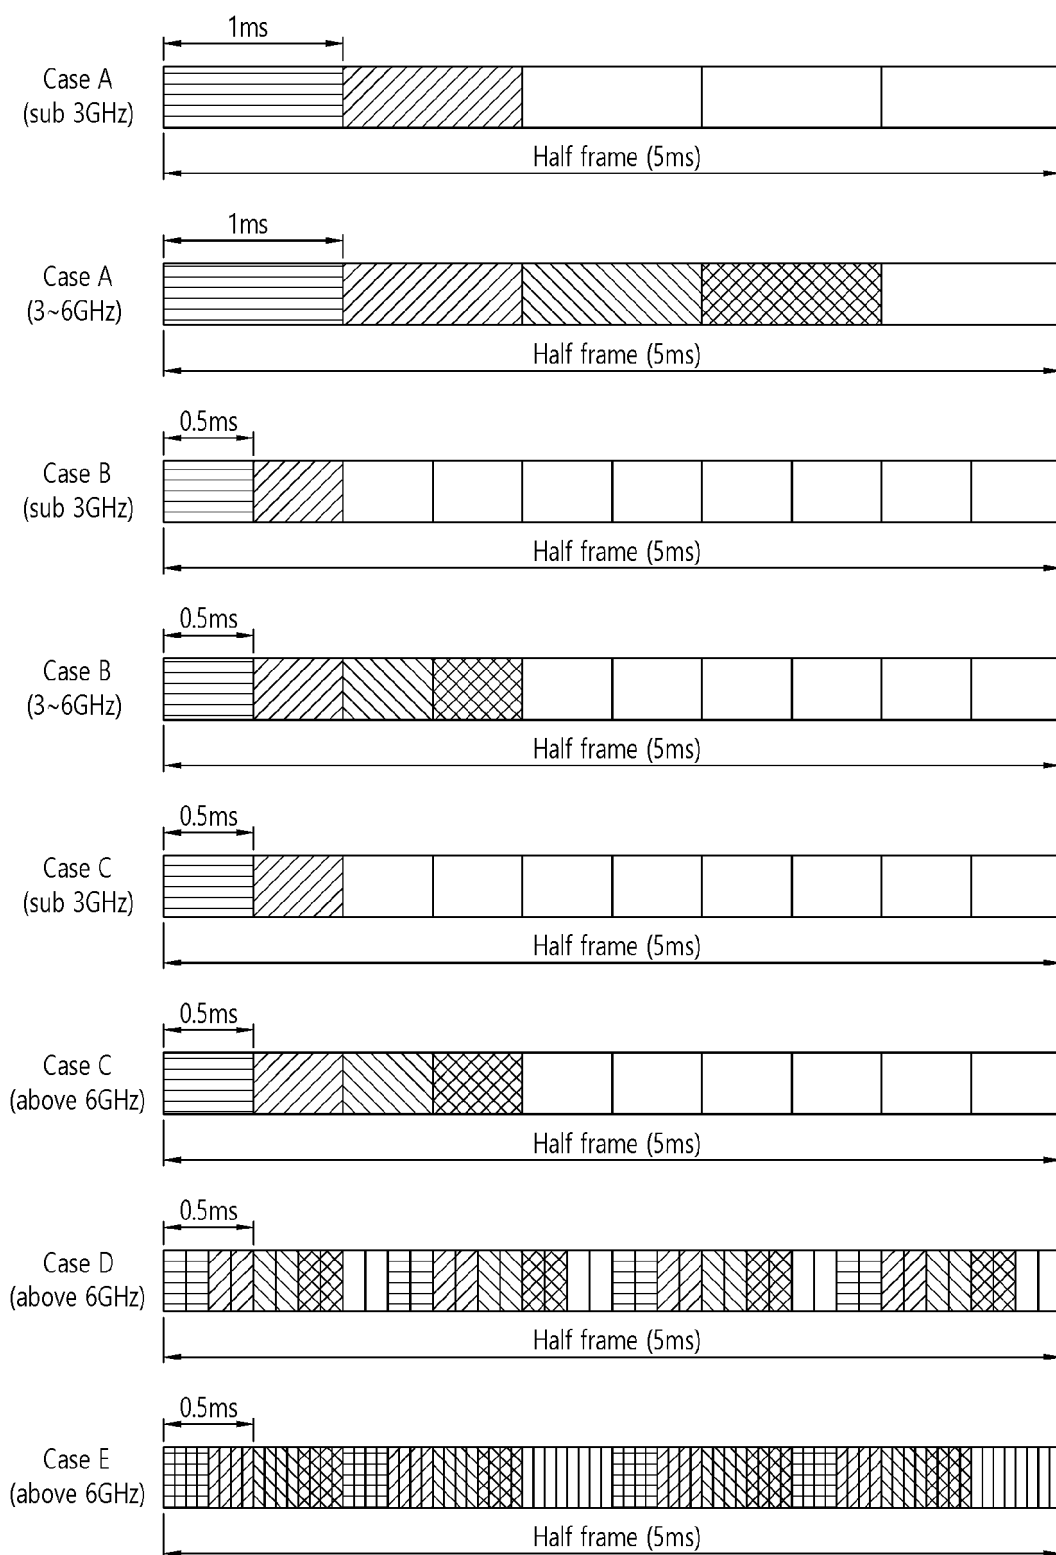 1ms
Case A
(sub 3GHz)
Half frame (5ms)
1ms
Case A
(3~6GHz)
Half frame (5ms)
0.5ms
Case B
(sub 3GHz)
Half frame (5ms)
0.5ms
Case B
(3~6GHz)
Half frame (5ms)
0.5ms
Case C
(sub 3GHz)
Half frame (5ms)
0.5ms
Case C
(above 6GHz)
Half frame (5ms)
0.5ms
Case D
(above 6GHz)
Half frame (5ms)
0.5ms
Case E
(above 6GHz)
Half frame (5ms)